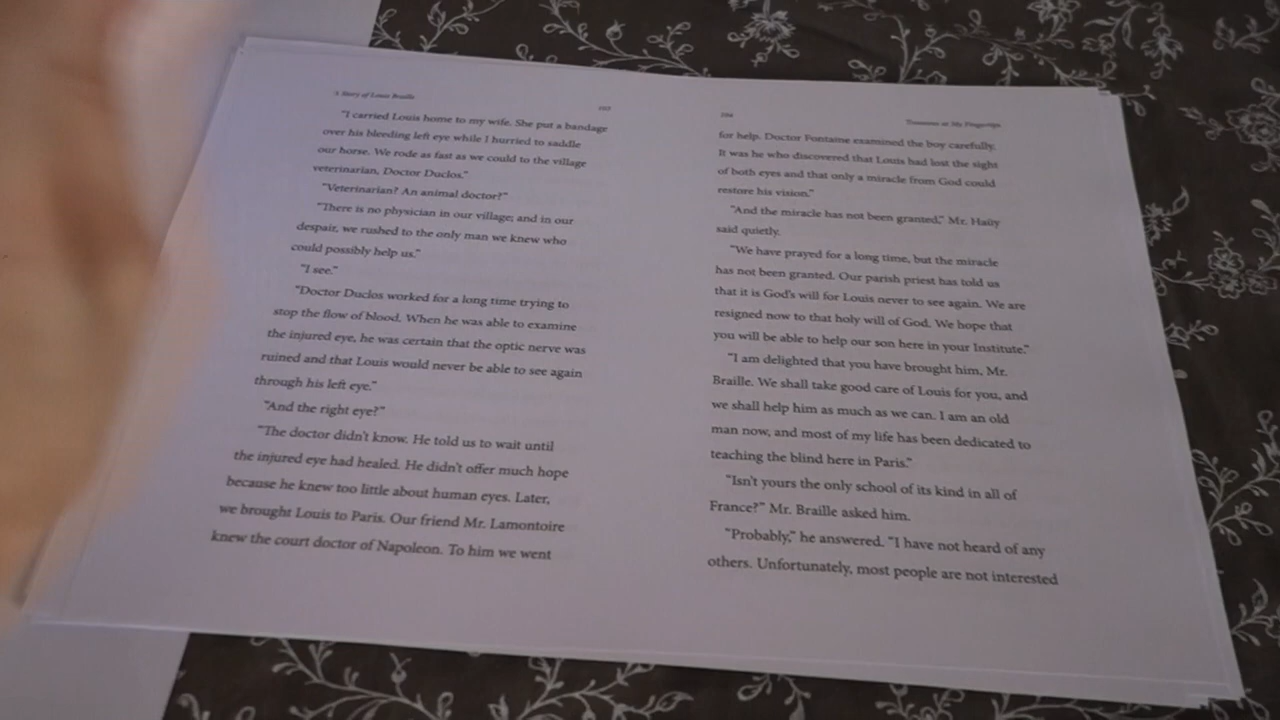 A Story of Louis Braille
103
"I carried Louis home to my wife. She put a bandage
over his bleeding left eye while I hurried to saddle
our horse. We rode as fast as we could to the village
veterinarian, Doctor Duclos."
"Veterinarian? An animal doctor?"
"There is no physician in our village; and in our
despair, we rushed to the only man we knew who
could possibly help us."
"I see."
"Doctor Duclos worked for a long time trying to
stop the flow of blood. When he was able to examine
the injured eye, he was certain that the optic nerve was
ruined and that Louis would never be able to see again
through his left eye."
"And the right eye?"
"The doctor didn't know. He told us to wait until
the injured eye had healed. He didn't offer much hope
because he knew too little about human eyes. Later,
we brought Louis to Paris. Our friend Mr. Lamontoire
knew the court doctor of Napoleon. To him we went
104
Treasures at My Fingertips
for help. Doctor Fontaine examined the boy carefully.
It was he who discovered that Louis had lost the sight
of both eyes and that only a miracle from God could
restore his vision."
"And the miracle has not been granted," Mr. Haüy
said quietly.
"We have prayed for a long time, but the miracle
has not been granted. Our parish priest has told us
that it is God's will for Louis never to see again. We are
resigned now to that holy will of God. We hope that
you will be able to help our son here in your Institute."
"I am delighted that you have brought him, Mr.
Braille. We shall take good care of Louis for you, and
we shall help him as much as we can. I am an old
man now, and most of my life has been dedicated to
teaching the blind here in Paris."
"Isn't yours the only school of its kind in all of
France?" Mr. Braille asked him.
"Probably," he answered. "I have not heard of any
others. Unfortunately, most people are not interested